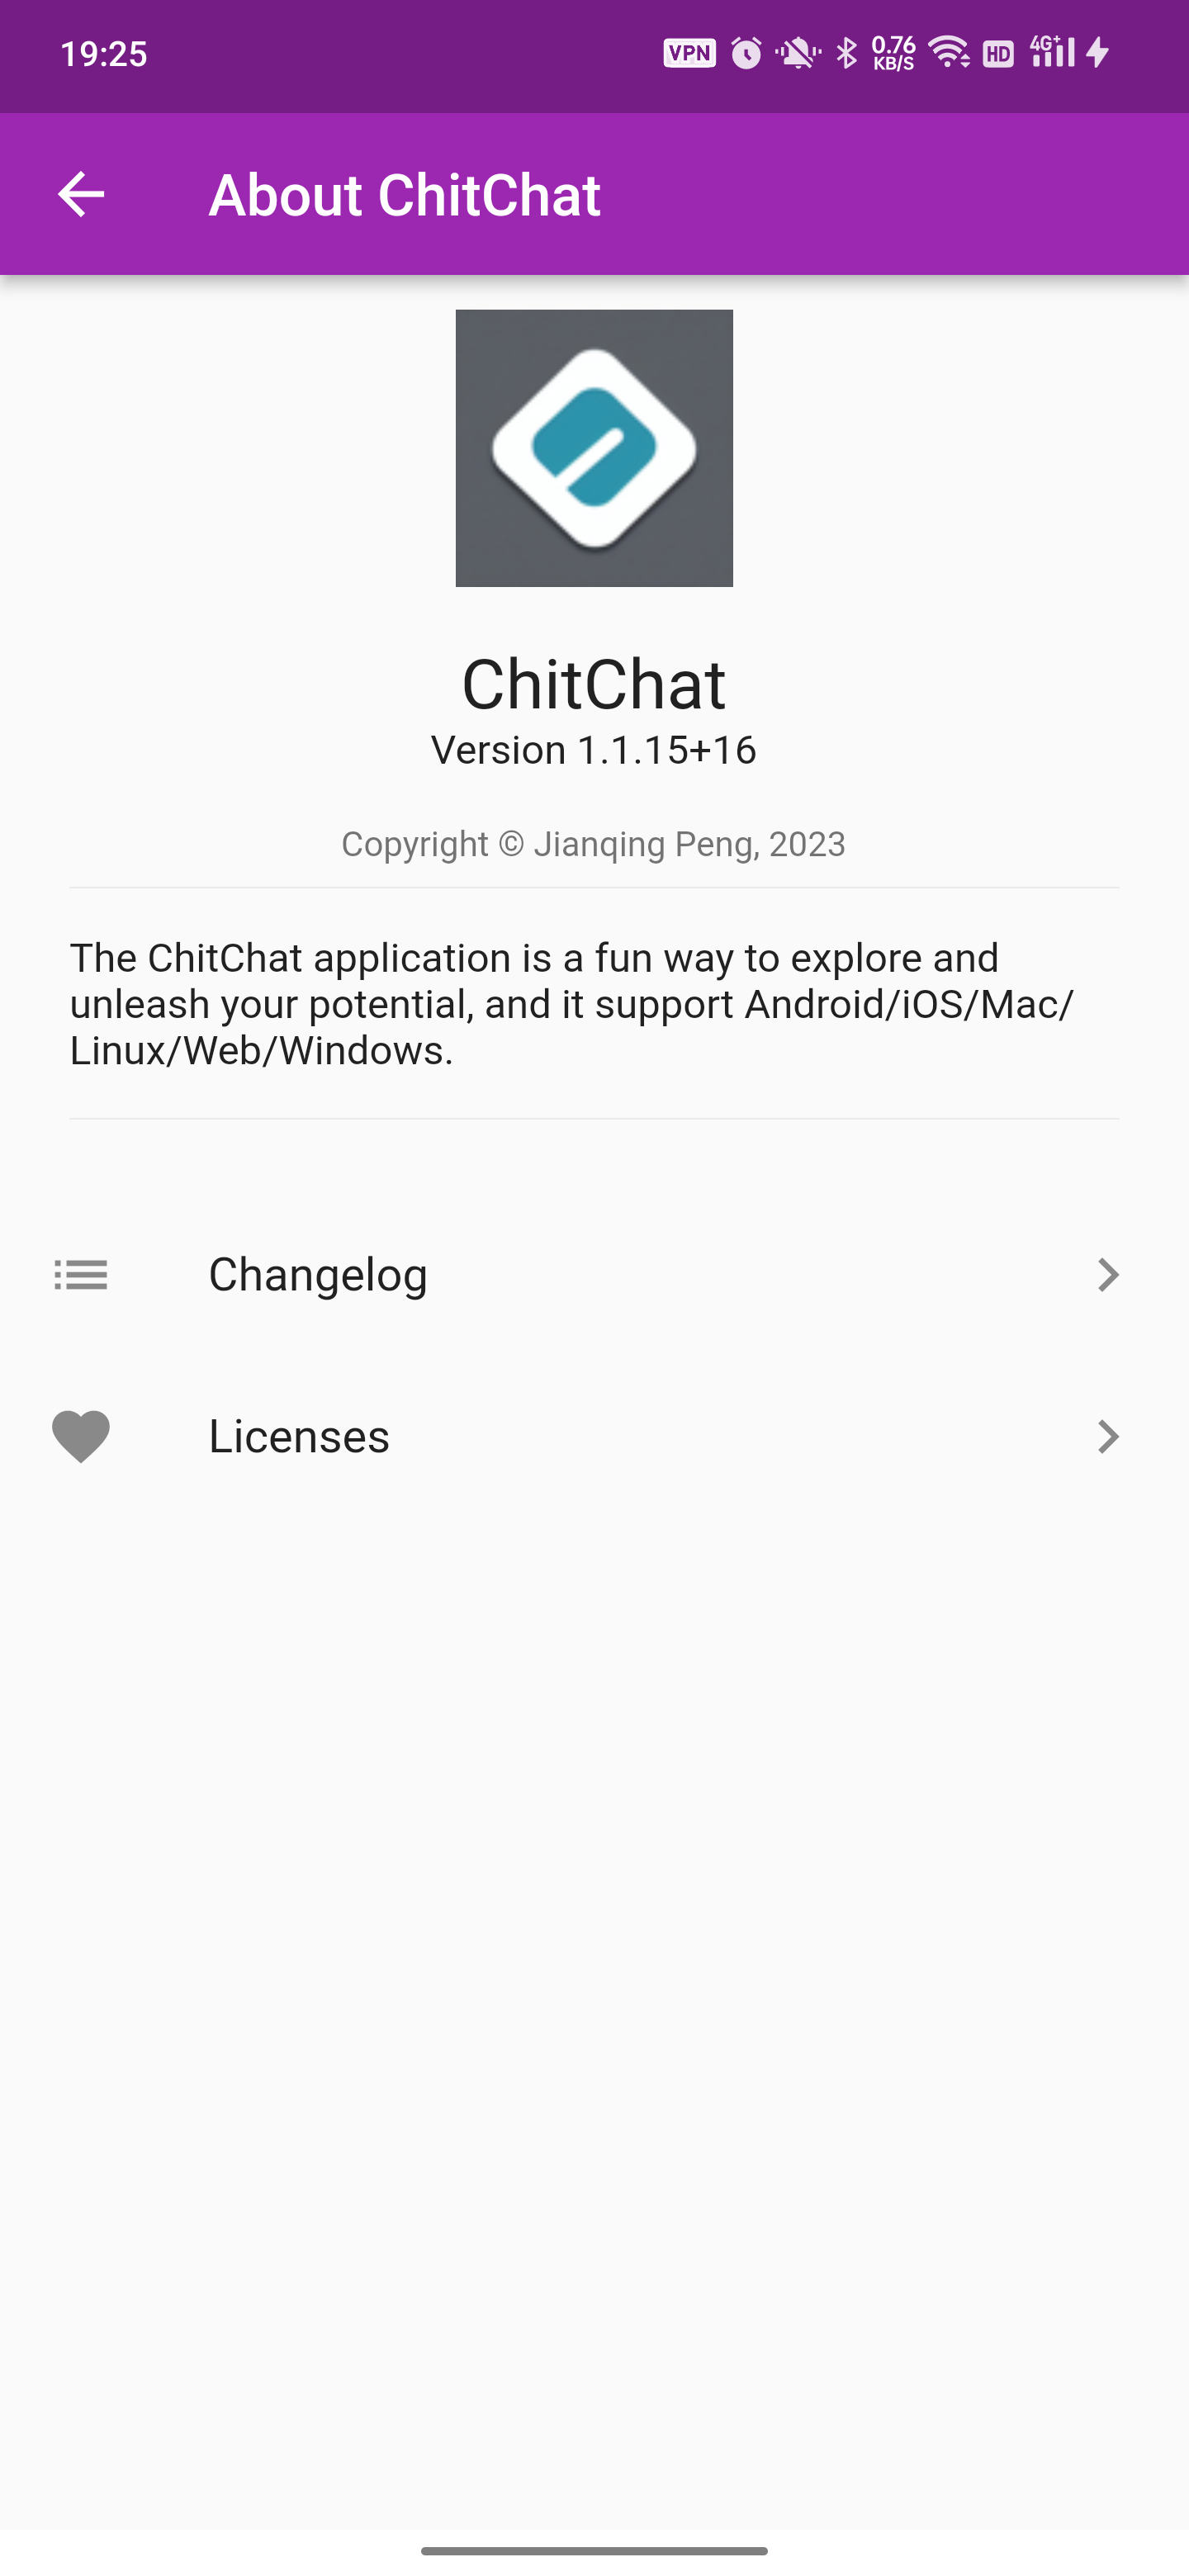 19:25
VPN
0.76
KB/S
HD
4G+
About ChitChat
ChitChat
Version 1.1.15+16
Copyright © Jianqing Peng, 2023
The ChitChat application is a fun way to explore and
unleash your potential, and it support Android/iOS/Mac/
Linux/Web/Windows.
Changelog
Licenses